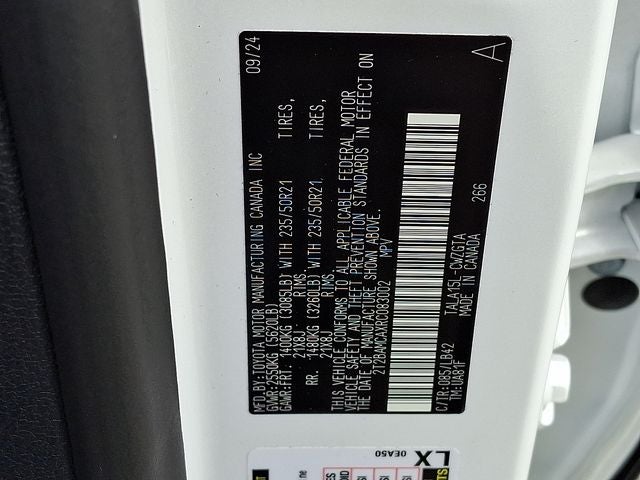 MFD.BY:TOYOTA MOTOR MANUFACTURING CANADA INC 09/24
GVWR:2550KG(5620LB)
GAWR:FRT. 1400KG (3085LB) WITH 235/50R21 TIRES,
21X8J RIMS.
RR. 1480KG (3260LB) WITH 235/50R21 TIRES,
21X8J RIMS.
THIS VEHICLE CONFORMS TO ALL APPLICABLE FEDERAL MOTOR
VEHICLE SAFETY AND THEFT PREVENTION STANDARDS IN EFFECT ON
THE DATE OF MANUFACTURE SHOWN ABOVE.
2T2BAMCAXRC083002 MPV
C/TR:085/LB42 TALA15L-CWZGTA 266
TM:UA81F MADE IN CANADA
A
LX
0EA50